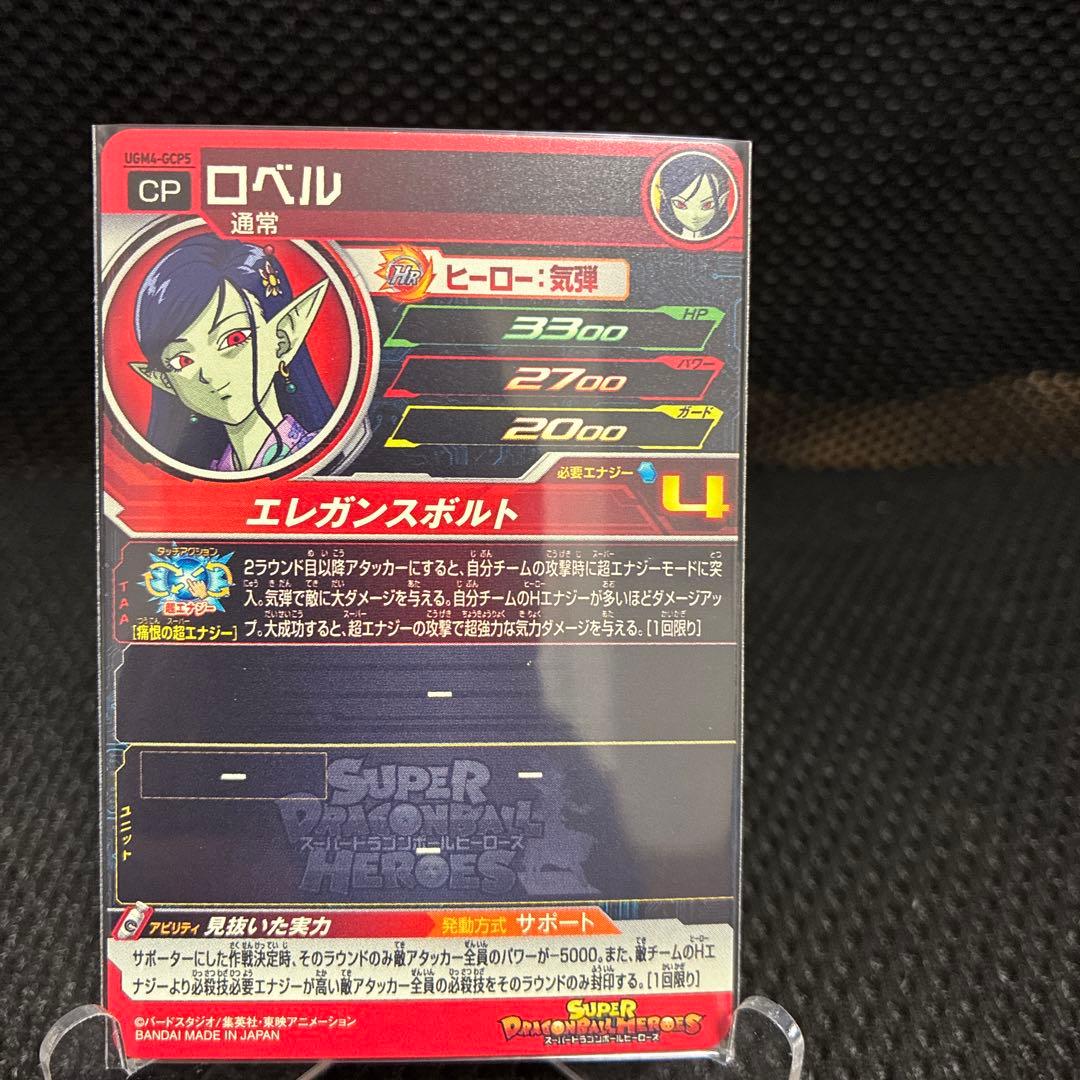 UGM4-GCP5
CP
ロベル
通常
HR
ヒーロー：気弾
HP
3300
パワー
2700
ガード
2000
必要エナジー
4
エレガンスボルト
TAA
タッチアクション
超エナジー
[痛恨の超エナジー]
つうこん スーパー
2ラウンド目以降アタッカーにすると、自分チームの攻撃時に超エナジーモードに突
入。気弾で敵に大ダメージを与える。自分チームのHエナジーが多いほどダメージアッ
プ。大成功すると、超エナジーの攻撃で超強力な気力ダメージを与える。[1回限り]
ー
ー
ー
ユニット
ー
SUPER
DRAGONBALL
スーパードラゴンボールヒーローズ
HEROES
アビリティ 見抜いた実力
発動方式 サポート
サポーターにした作戦決定時、そのラウンドのみ敵アタッカー全員のパワーが-5000。また、敵チームのHエ
ナジーより必殺技必要エナジーが高い敵アタッカー全員の必殺技をそのラウンドのみ封印する。[1回限り]
©バードスタジオ/集英社・東映アニメーション
BANDAI MADE IN JAPAN
SUPER
DRAGONBALL HEROES
スーパードラゴンボールヒーローズ